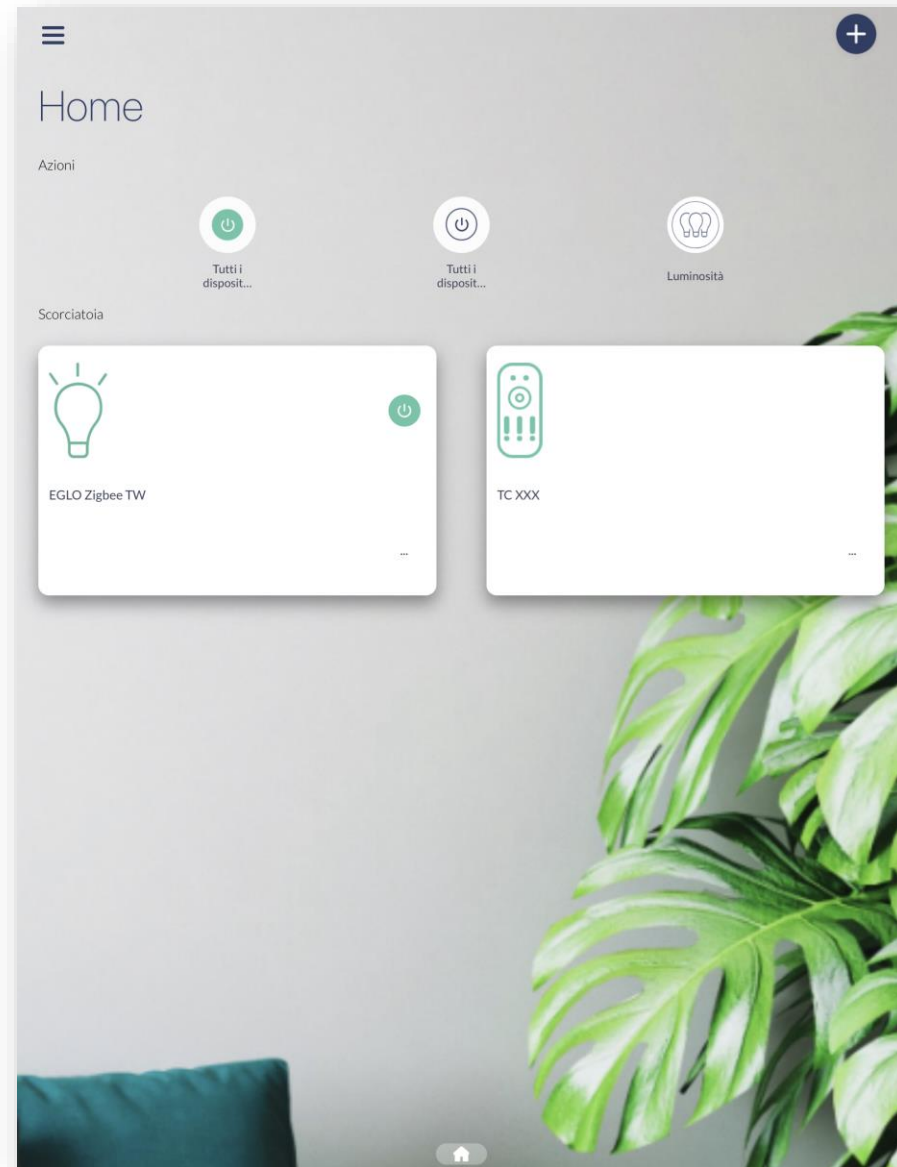 Home
Azioni
Tutti i
disposit...
Tutti i
disposit...
Luminosità
Scorciatoia
EGLO Zigbee TW
...
TC XXX
...